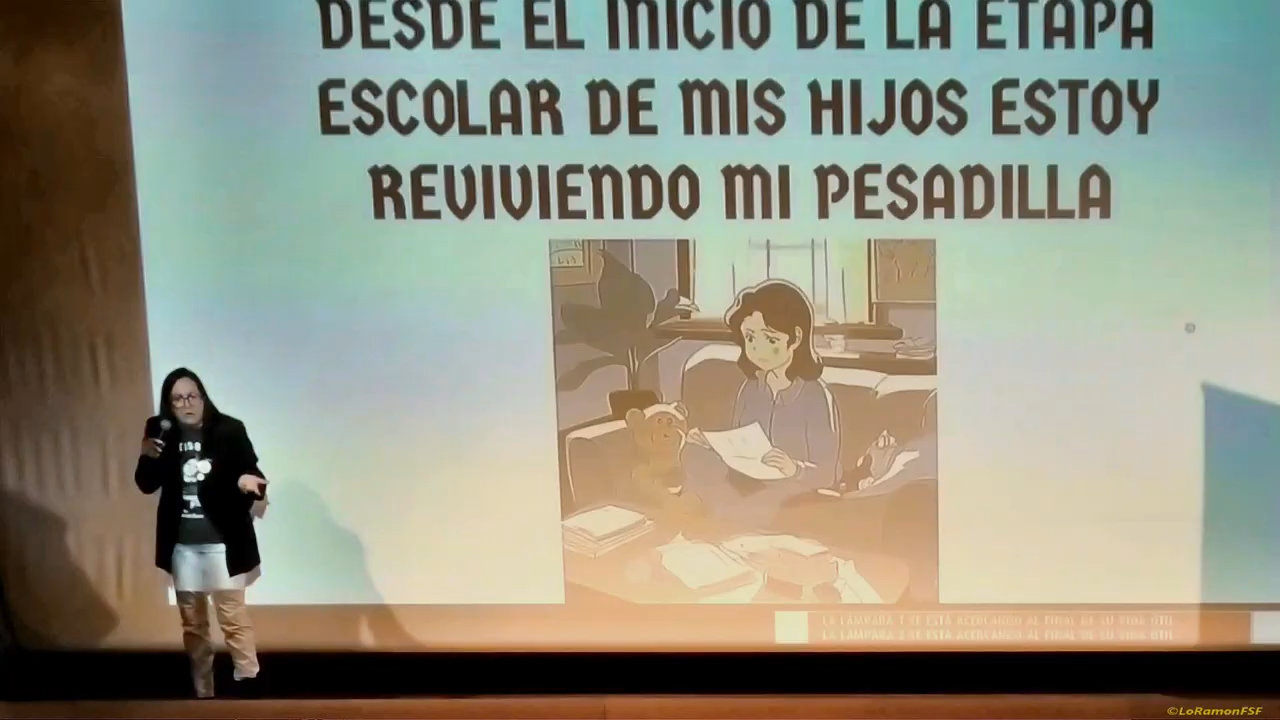 DESDE EL INICIO DE LA ETAPA
ESCOLAR DE MIS HIJOS ESTOY
REVIVIENDO MI PESADILLA
LA LÁMPARA 1 SE ESTÁ ACERCANDO AL FINAL DE SU VIDA ÚTIL
LA LÁMPARA 2 SE ESTÁ ACERCANDO AL FINAL DE SU VIDA ÚTIL
©LoRamonFSF